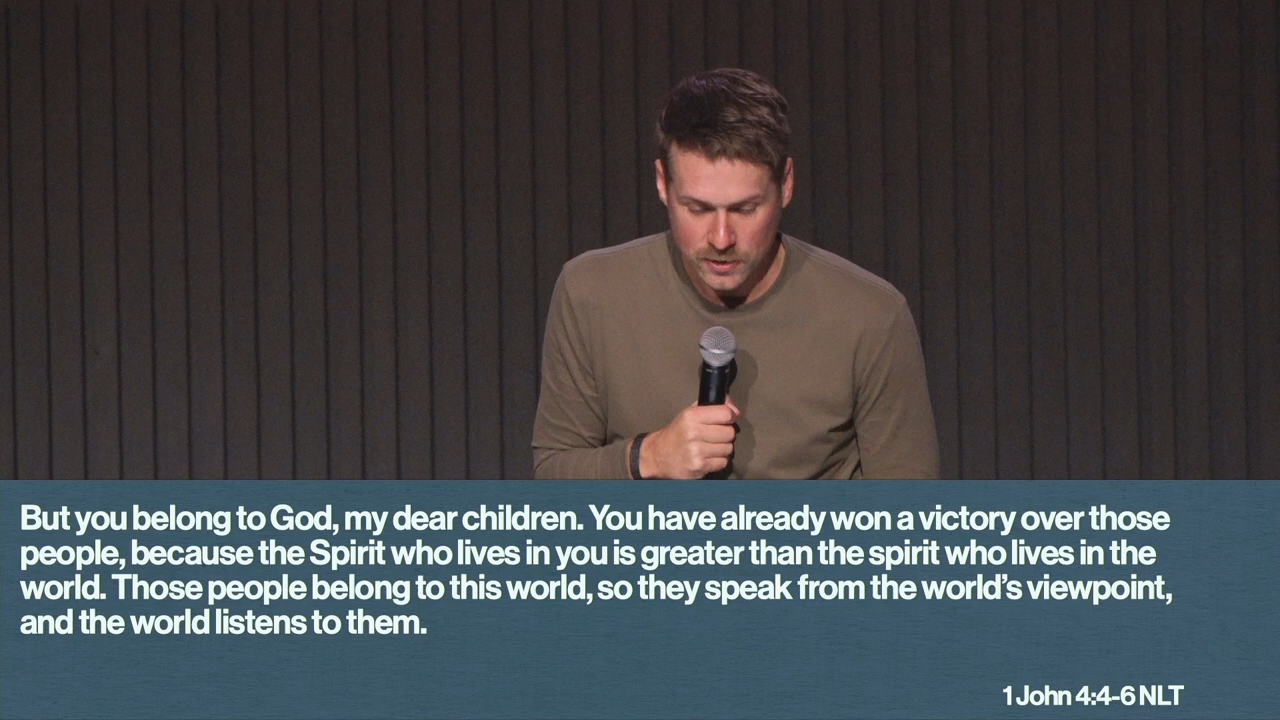 But you belong to God, my dear children. You have already won a victory over those
people, because the Spirit who lives in you is greater than the spirit who lives in the
world. Those people belong to this world, so they speak from the world’s viewpoint,
and the world listens to them.
1 John 4:4-6 NLT